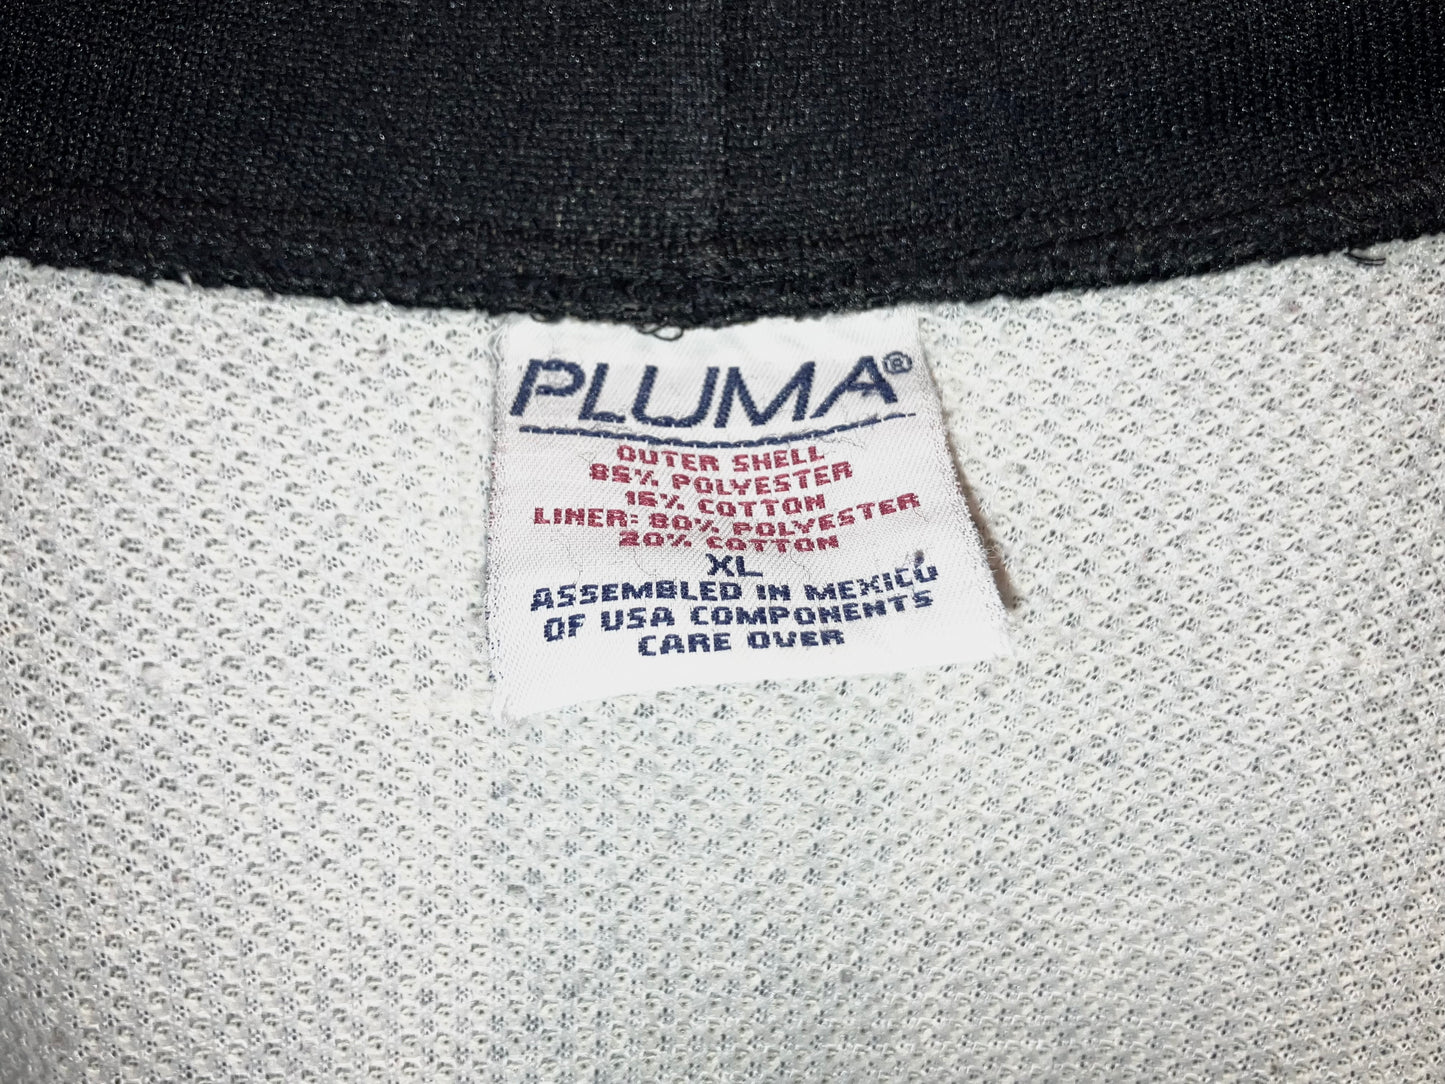 PLUMA®
OUTER SHELL
85% POLYESTER
15% COTTON
LINER: 80% POLYESTER
20% COTTON
XL
ASSEMBLED IN MEXICO
OF USA COMPONENTS
CARE OVER